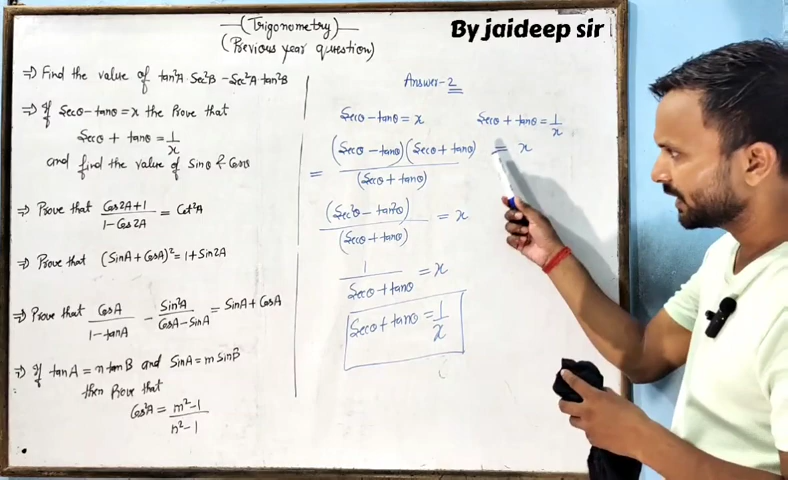 By jaideep sir
(Trigonometry)
(Previous year question)
⇒ Find the value of tan²A Sec²B - Sec²A tan²B
⇒ If Secθ - tanθ = x the Prove that
Secθ + tanθ = 1/x
and find the value of Sinθ & Cosθ
⇒ Prove that (Cos2A+1)/(1-Cos2A) = Cot²A
⇒ Prove that (SinA + CosA)² = 1 + Sin2A
⇒ Prove that CosA/(1-tanA) - Sin²A/(CosA-SinA) = SinA + CosA
⇒ If tanA = n tanB and SinA = m SinB
then Prove that
Cos²A = (m²-1)/(n²-1)
Answer-2
Secθ - tanθ = x
Secθ + tanθ = 1/x
= (Secθ - tanθ)(Secθ + tanθ)/(Secθ + tanθ) = x
(Sec²θ - tan²θ)/(Secθ + tanθ) = x
1/(Secθ + tanθ) = x
Secθ + tanθ = 1/x